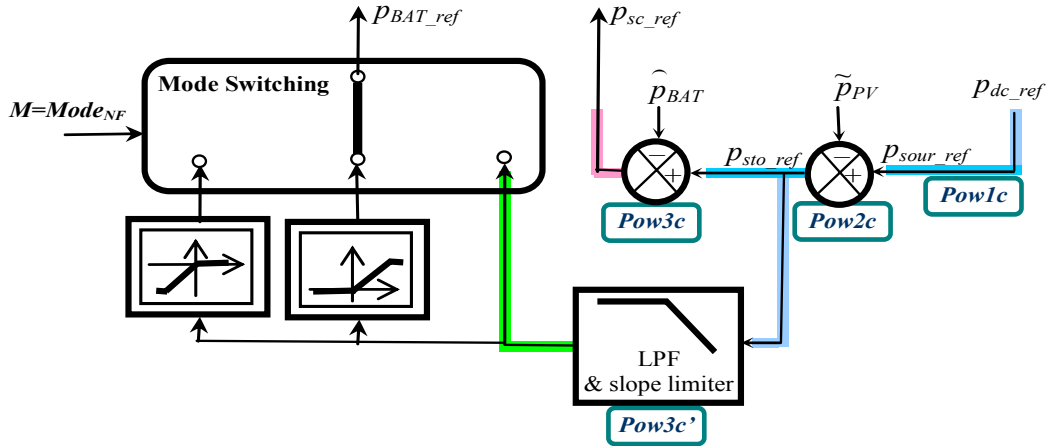 p_BAT_ref
p_sc_ref
Mode Switching
M=Mode_NF
p̑_BAT
p̃_PV
p_dc_ref
−
+
p_sto_ref
−
+
p_sour_ref
Pow3c
Pow2c
Pow1c
LPF
& slope limiter
Pow3c'